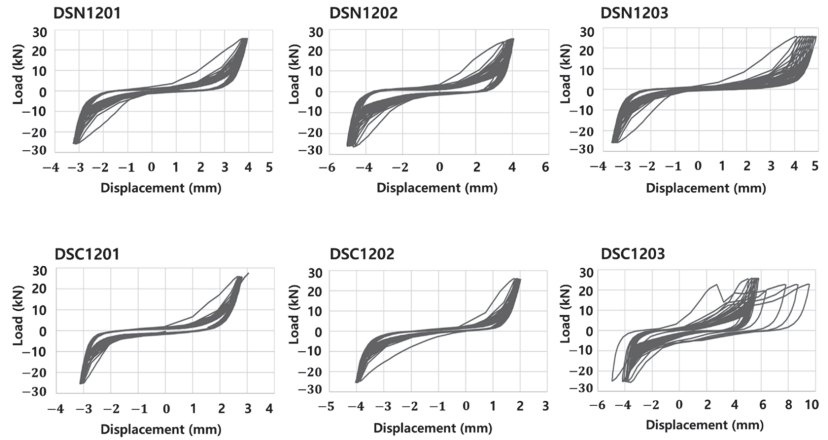 DSN1201 DSN1202 DSN1203
Load (kN) Load (kN) Load (kN)
30 30 30
20 20 20
10 10 10
0 0 0
−10 −10 −10
−20 −20 −20
−30 −30 −30
−4 −3 −2 −1 0 1 2 3 4 5 −6 −4 −2 0 2 4 6 −4 −3 −2 −1 0 1 2 3 4 5
Displacement (mm) Displacement (mm) Displacement (mm)
DSC1201 DSC1202 DSC1203
Load (kN) Load (kN) Load (kN)
30 30 30
20 20 20
10 10 10
0 0 0
−10 −10 −10
−20 −20 −20
−30 −30 −30
−4 −3 −2 −1 0 1 2 3 4 −5 −4 −3 −2 −1 0 1 2 3 −6 −4 −2 0 2 4 6 8 10
Displacement (mm) Displacement (mm) Displacement (mm)